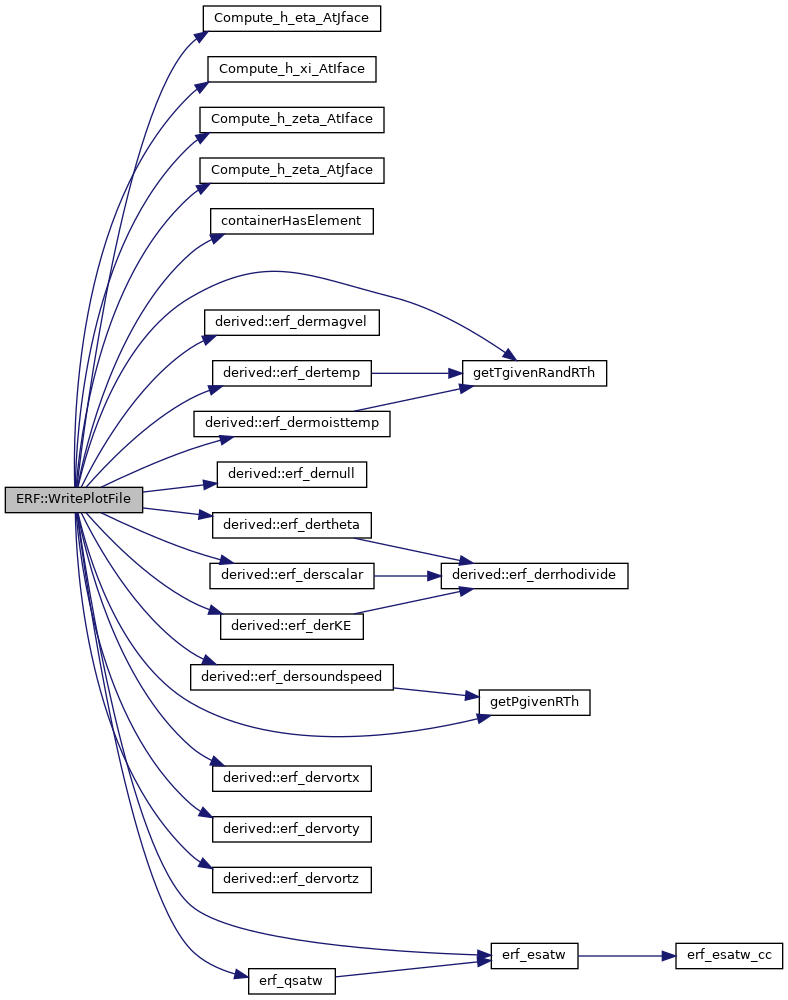 Compute_h_eta_AtJface
Compute_h_xi_AtIface
Compute_h_zeta_AtIface
Compute_h_zeta_AtJface
containerHasElement
derived::erf_dermagvel
derived::erf_dertemp
getTgivenRandRTh
derived::erf_dermoisttemp
derived::erf_dernull
ERF::WritePlotFile
derived::erf_dertheta
derived::erf_derscalar
derived::erf_derrhodivide
derived::erf_derKE
derived::erf_dersoundspeed
getPgivenRTh
derived::erf_dervortx
derived::erf_dervorty
derived::erf_dervortz
erf_esatw
erf_esatw_cc
erf_qsatw